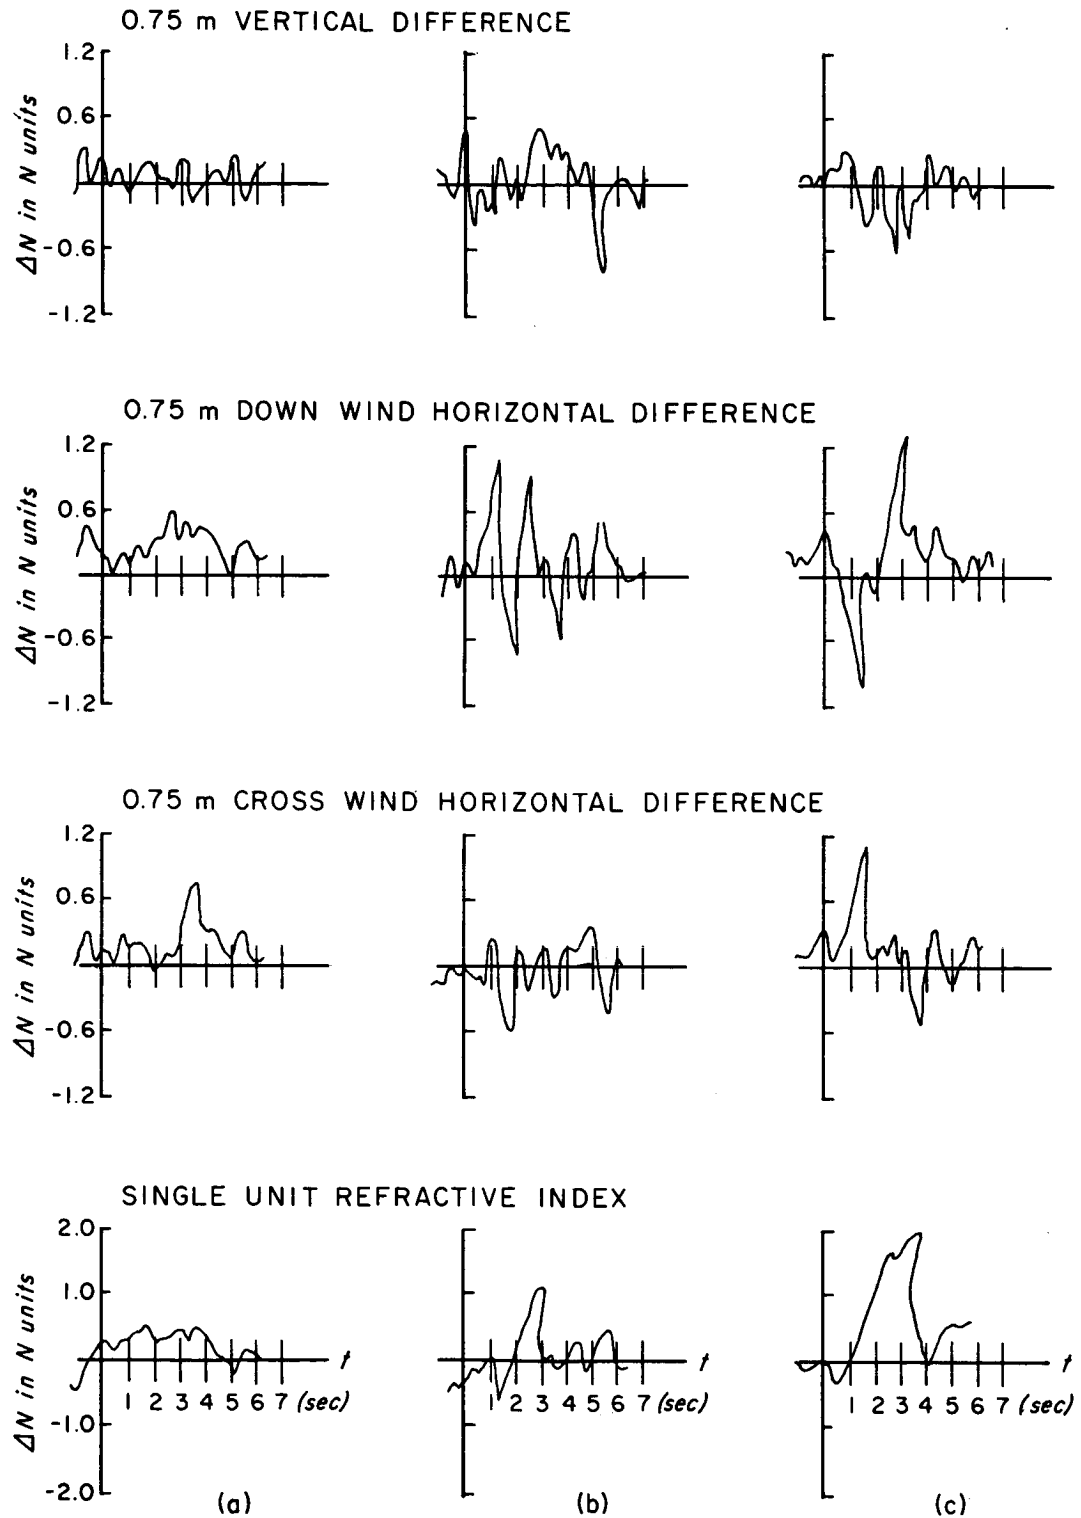 0.75 m VERTICAL DIFFERENCE
1.2
0.6
-0.6
-1.2
ΔN in N units
0.75 m DOWN WIND HORIZONTAL DIFFERENCE
1.2
0.6
-0.6
-1.2
ΔN in N units
0.75 m CROSS WIND HORIZONTAL DIFFERENCE
1.2
0.6
-0.6
-1.2
ΔN in N units
SINGLE UNIT REFRACTIVE INDEX
2.0
1.0
-1.0
-2.0
ΔN in N units
t
1 2 3 4 5 6 7 (sec)
t
1 2 3 4 5 6 7 (sec)
t
1 2 3 4 5 6 7 (sec)
(a)
(b)
(c)